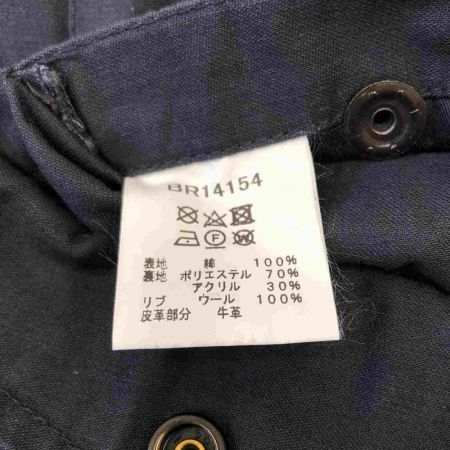 BR14154
F W
表地 綿 100%
裏地 ポリエステル 70%
アクリル 30%
リブ ウール 100%
皮革部分 牛革